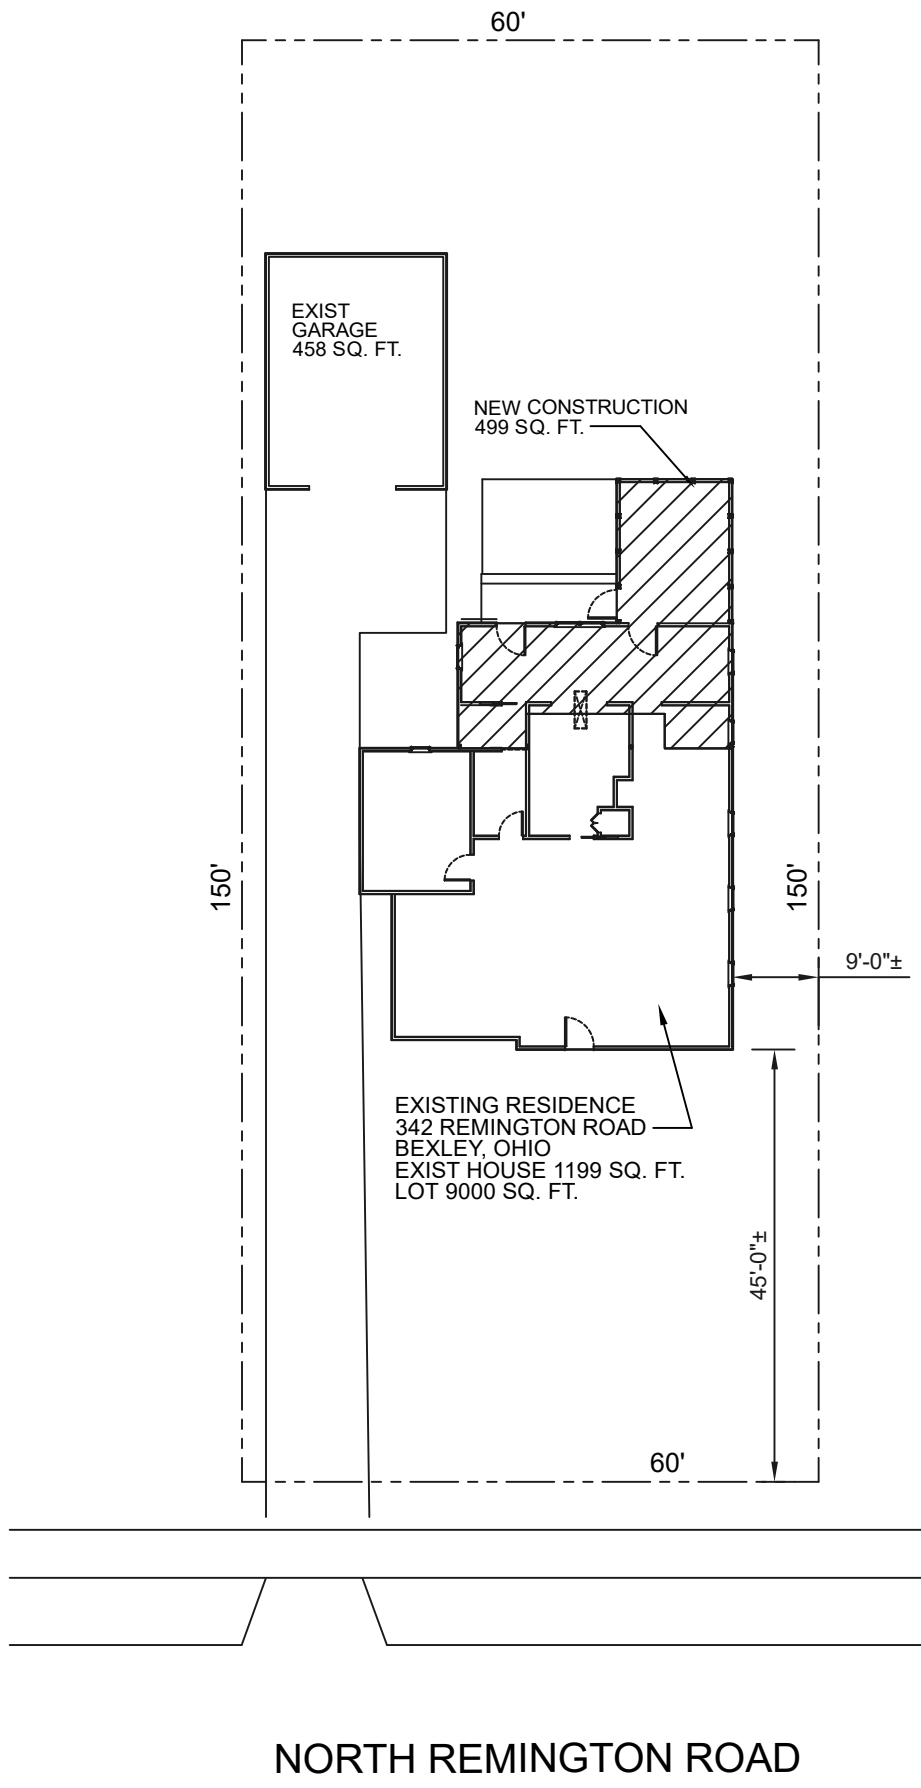 60'
EXIST
GARAGE
458 SQ. FT.
NEW CONSTRUCTION
499 SQ. FT.
150'
150'
9'-0"±
EXISTING RESIDENCE
342 REMINGTON ROAD
BEXLEY, OHIO
EXIST HOUSE 1199 SQ. FT.
LOT 9000 SQ. FT.
45'-0"±
60'
NORTH REMINGTON ROAD